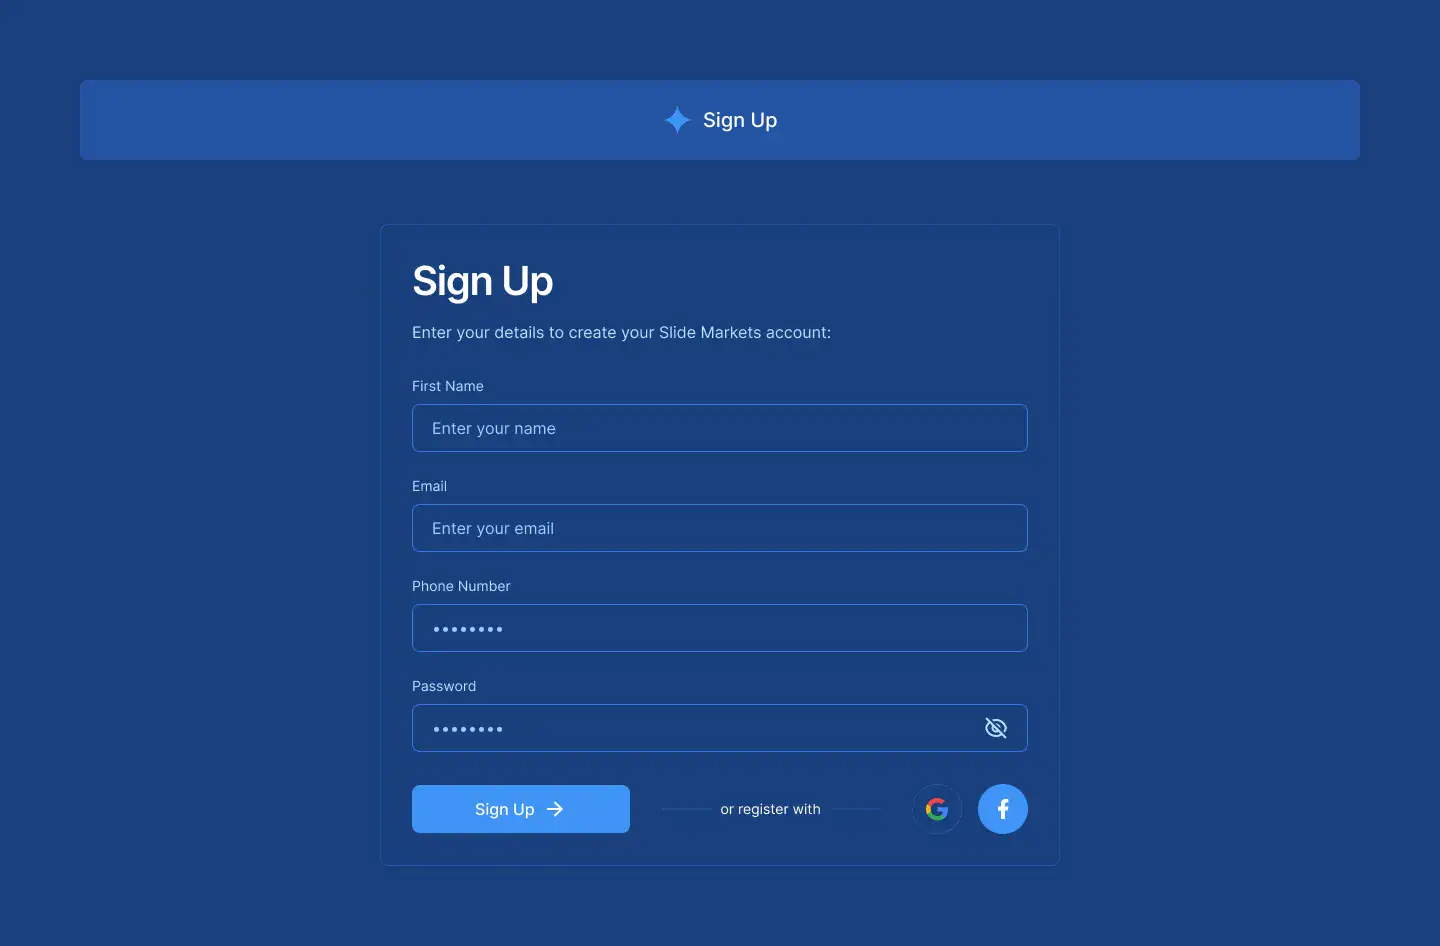 Sign Up
Sign Up
Enter your details to create your Slide Markets account:
First Name
Enter your name
Email
Enter your email
Phone Number
••••••••
Password
••••••••
Sign Up
or register with